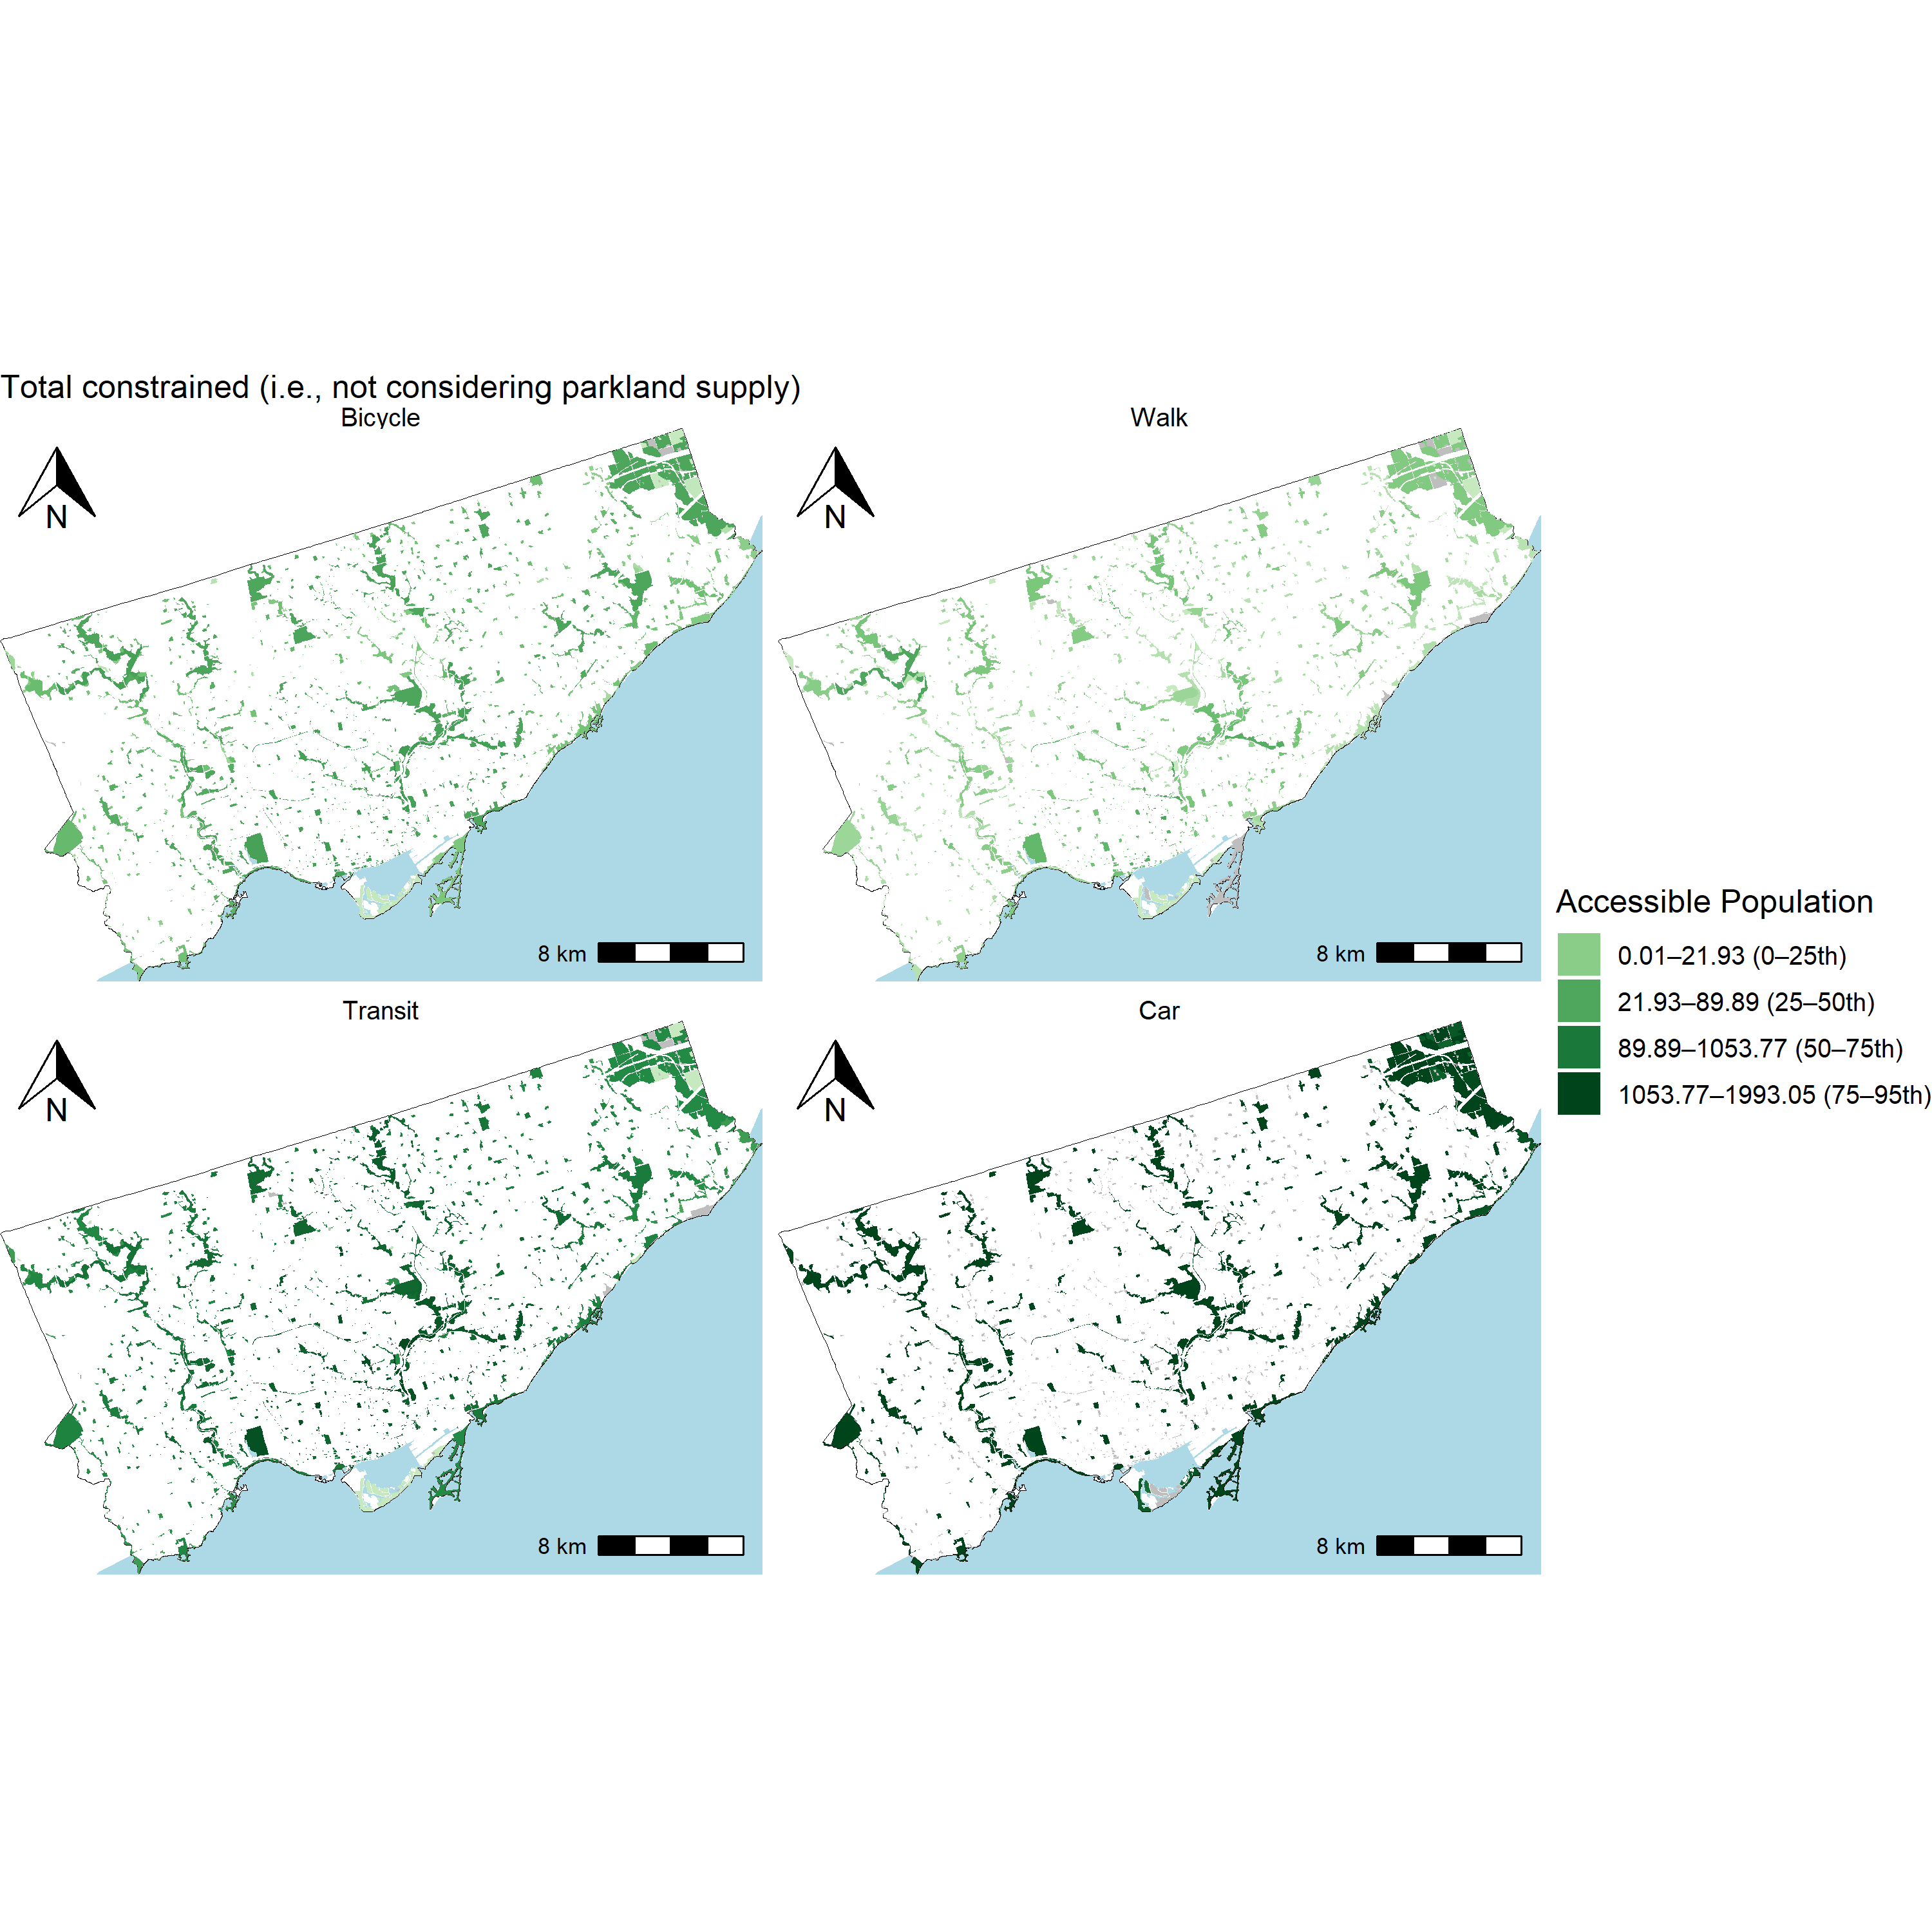 Total constrained (i.e., not considering parkland supply)
Bicycle
Walk
N
N
8 km
8 km
Transit
Car
N
N
8 km
8 km
Accessible Population
0.01–21.93 (0–25th)
21.93–89.89 (25–50th)
89.89–1053.77 (50–75th)
1053.77–1993.05 (75–95th)